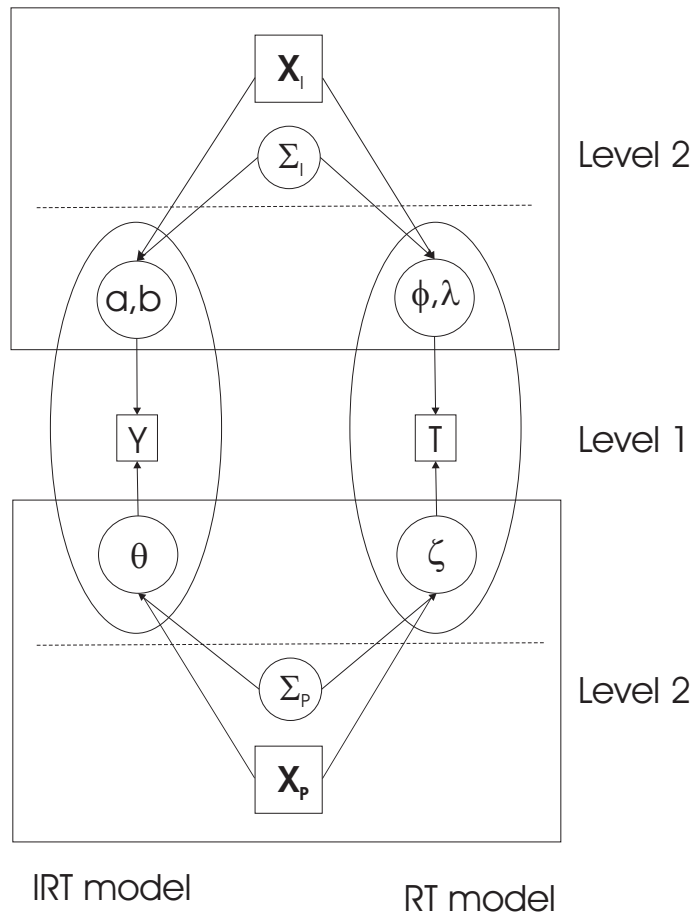 X_I
Σ_I
Level 2
a,b
ϕ,λ
Y
T
Level 1
θ
ζ
Σ_P
Level 2
X_P
IRT model
RT model